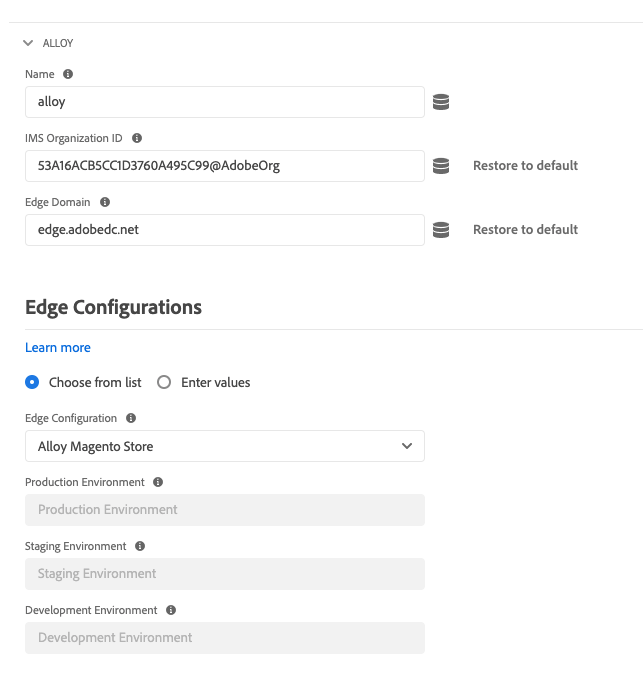 ALLOY
Name
alloy
IMS Organization ID
53A16ACB5CC1D3760A495C99@AdobeOrg
Restore to default
Edge Domain
edge.adobedc.net
Restore to default
Edge Configurations
Learn more
Choose from list Enter values
Edge Configuration
Alloy Magento Store
Production Environment
Production Environment
Staging Environment
Staging Environment
Development Environment
Development Environment